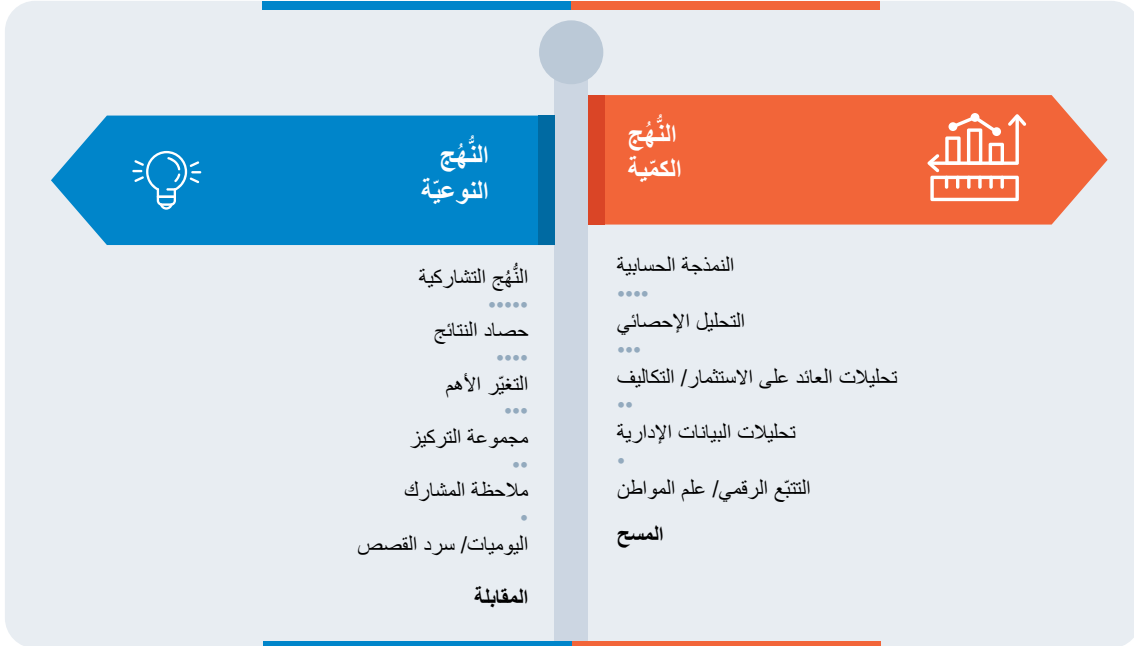 النُّهُج
الكمّية
النمذجة الحسابية
التحليل الإحصائي
تحليلات العائد على الاستثمار/ التكاليف
تحليلات البيانات الإدارية
التتبّع الرقمي/ علم المواطن
المسح
النُّهُج
النوعيّة
النُّهُج التشاركية
حصاد النتائج
التغيّر الأهم
مجموعة التركيز
ملاحظة المشارك
اليوميات/ سرد القصص
المقابلة